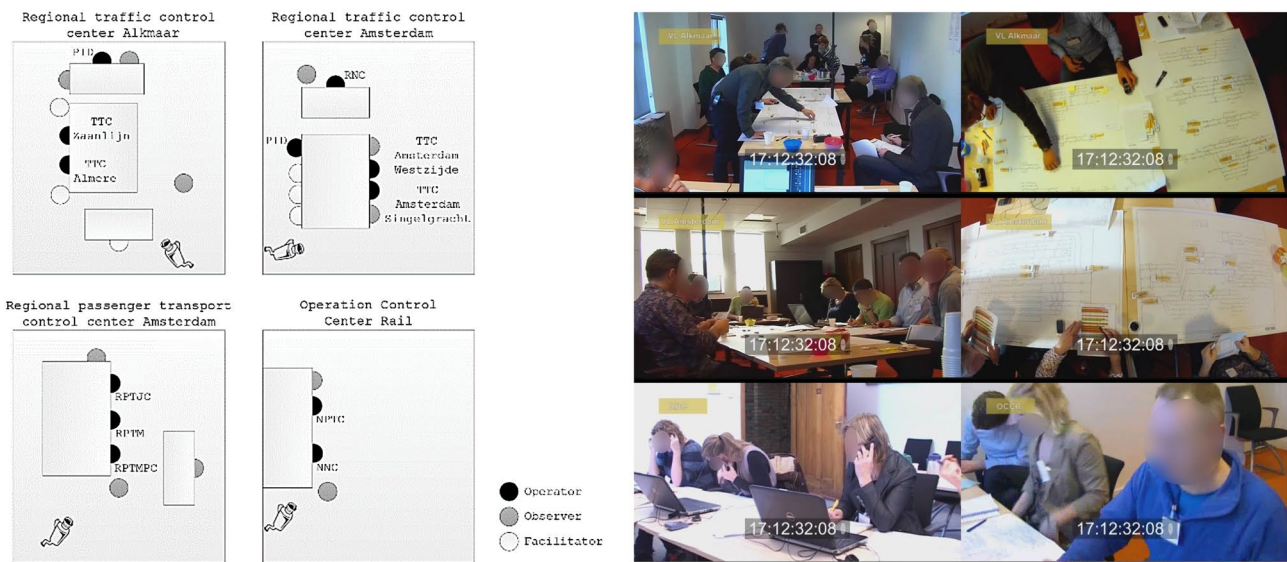 Regional traffic control
center Alkmaar
PID
TTC
Zaanlijn
TTC
Almere
Regional traffic control
center Amsterdam
RNC
PID
TTC
Amsterdam
Westzijde
TTC
Amsterdam
Singelgracht
Regional passenger transport
control center Amsterdam
RPTJC
RPTM
RPTMPC
Operation Control
Center Rail
NPTC
NNC
Operator
Observer
Facilitator
VL Alkmaar
17:12:32:08
VL Alkmaar
17:12:32:08
VL Amsterdam
17:12:32:08
17:12:32:08
17:12:32:08
OCCR
17:12:32:08